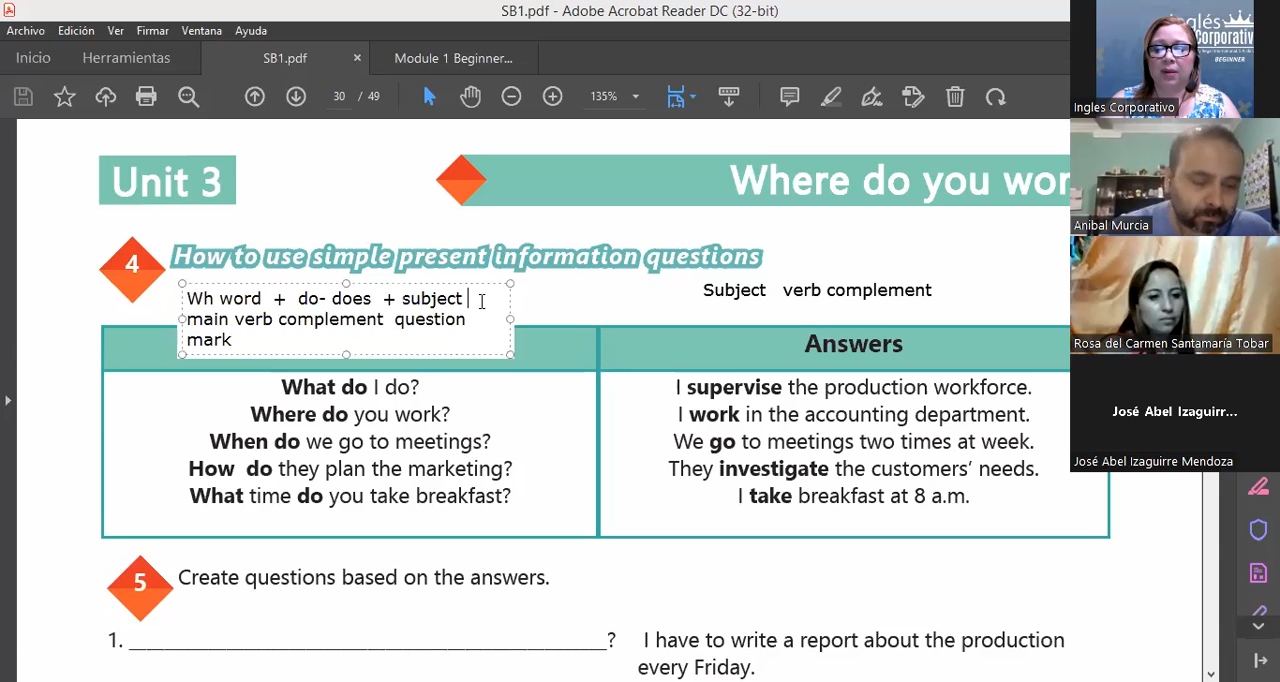 SB1.pdf - Adobe Acrobat Reader DC (32-bit)
Archivo Edición Ver Firmar Ventana Ayuda
Inicio Herramientas SB1.pdf × Module 1 Beginner...
30 / 49 135%
Unit 3 Where do you wor
4 How to use simple present information questions
Wh word + do- does + subject
main verb complement question
mark
Subject verb complement
Answers
What do I do? I supervise the production workforce.
Where do you work? I work in the accounting department.
When do we go to meetings? We go to meetings two times at week.
How do they plan the marketing? They investigate the customers’ needs.
What time do you take breakfast? I take breakfast at 8 a.m.
5 Create questions based on the answers.
1. ? I have to write a report about the production
every Friday.
inglés
Corporativo
BEGINNER
Ingles Corporativo
Anibal Murcia
Rosa del Carmen Santamaría Tobar
José Abel Izaguirr...
José Abel Izaguirre Mendoza